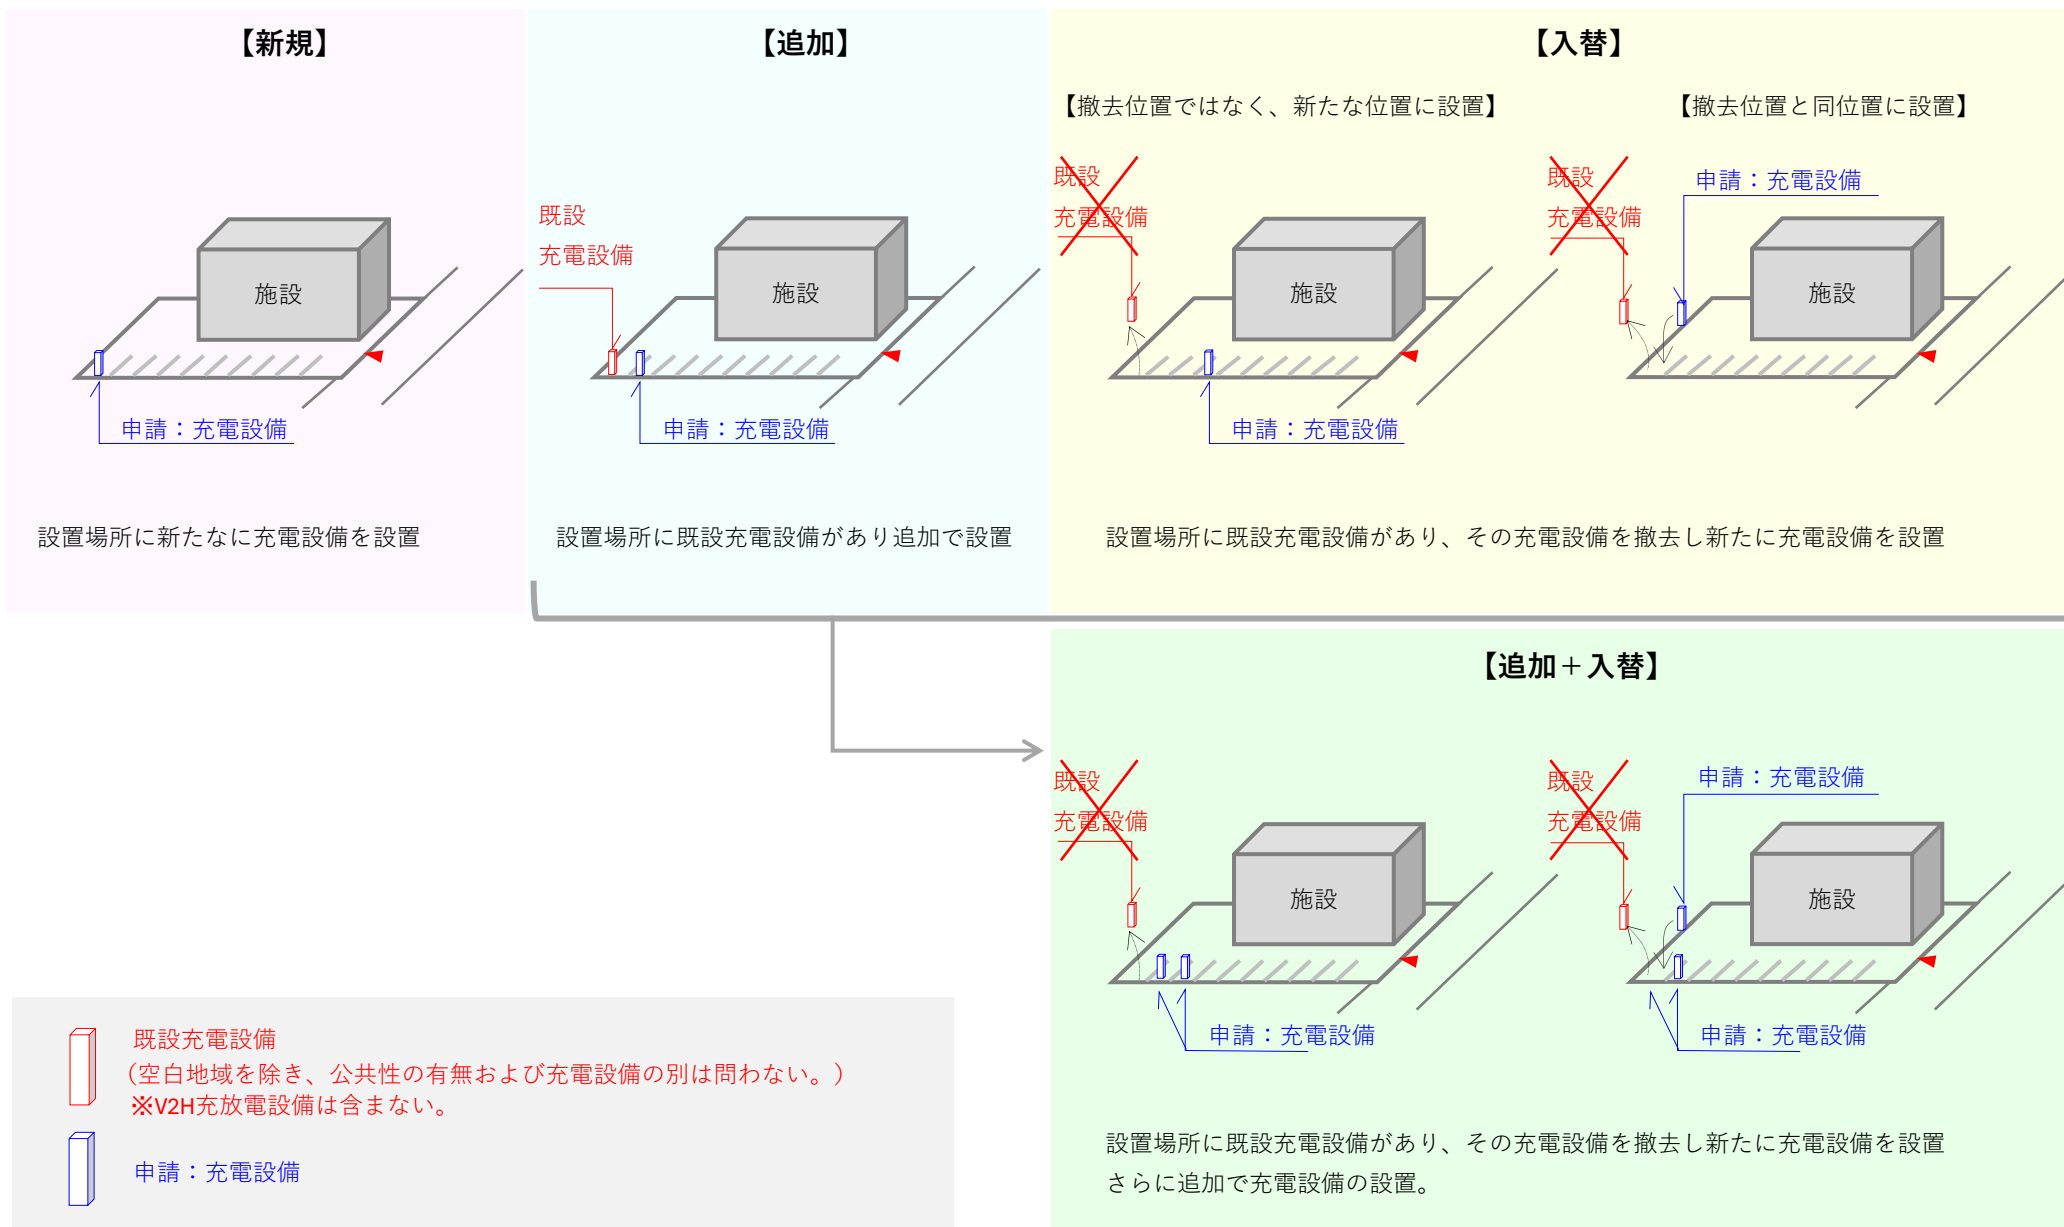 【新規】
施設
申請：充電設備
設置場所に新たなに充電設備を設置
【追加】
既設
充電設備
施設
申請：充電設備
設置場所に既設充電設備があり追加で設置
【入替】
【撤去位置ではなく、新たな位置に設置】
既設
充電設備
施設
申請：充電設備
【撤去位置と同位置に設置】
既設
充電設備
申請：充電設備
施設
設置場所に既設充電設備があり、その充電設備を撤去し新たに充電設備を設置
【追加＋入替】
既設
充電設備
施設
申請：充電設備
既設
充電設備
申請：充電設備
施設
申請：充電設備
設置場所に既設充電設備があり、その充電設備を撤去し新たに充電設備を設置
さらに追加で充電設備の設置。
既設充電設備
（空白地域を除き、公共性の有無および充電設備の別は問わない。）
※V2H充放電設備は含まない。
申請：充電設備